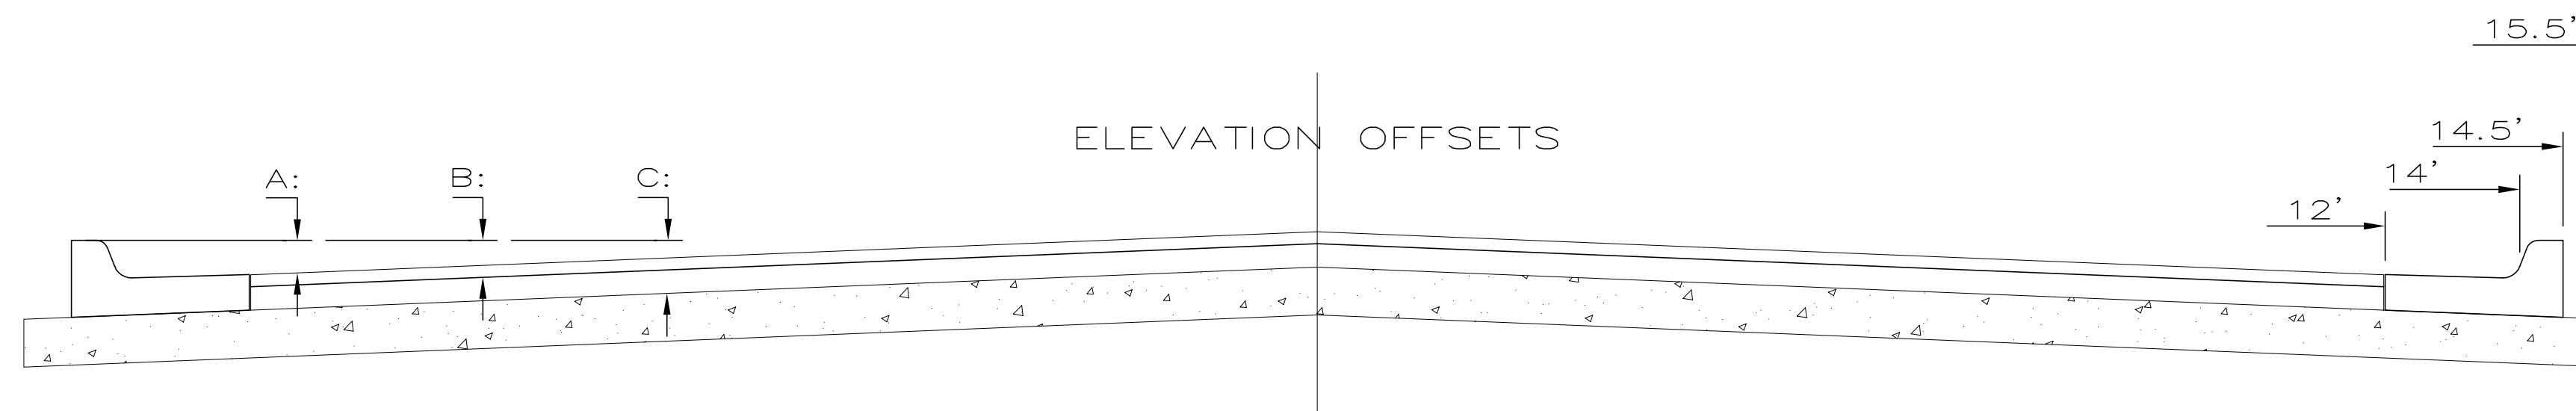 15.5’
14.5’
ELEVATION OFFSETS
14’
A:
B:
C:
12’